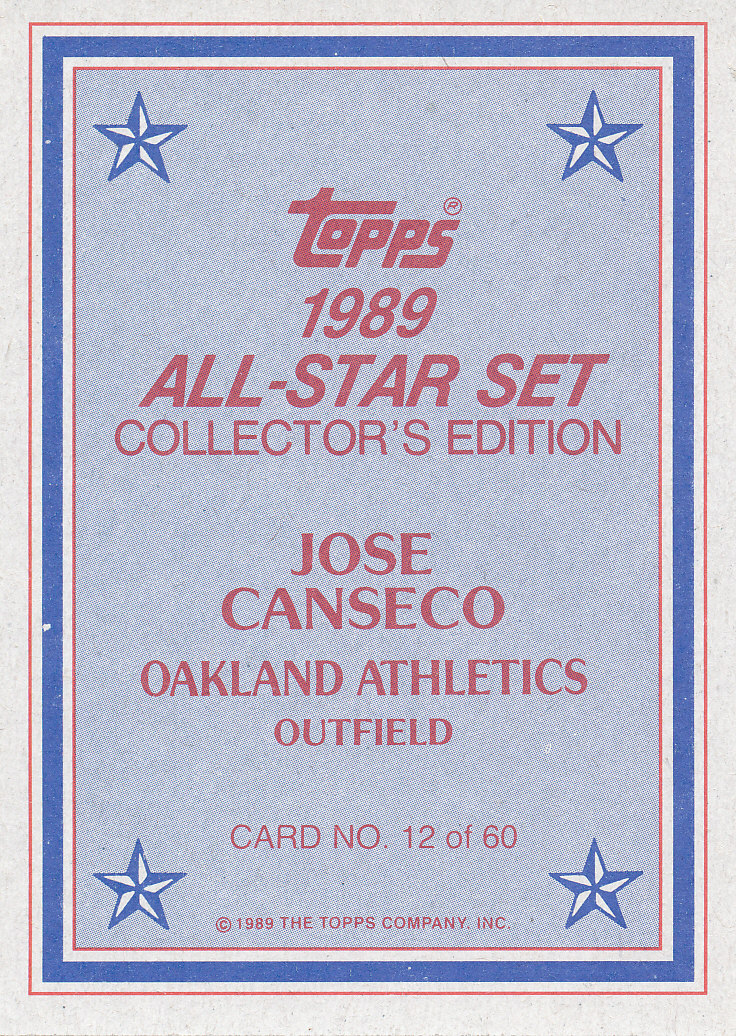 topps®
1989
ALL-STAR SET
COLLECTOR'S EDITION
JOSE
CANSECO
OAKLAND ATHLETICS
OUTFIELD
CARD NO. 12 of 60
© 1989 THE TOPPS COMPANY, INC.